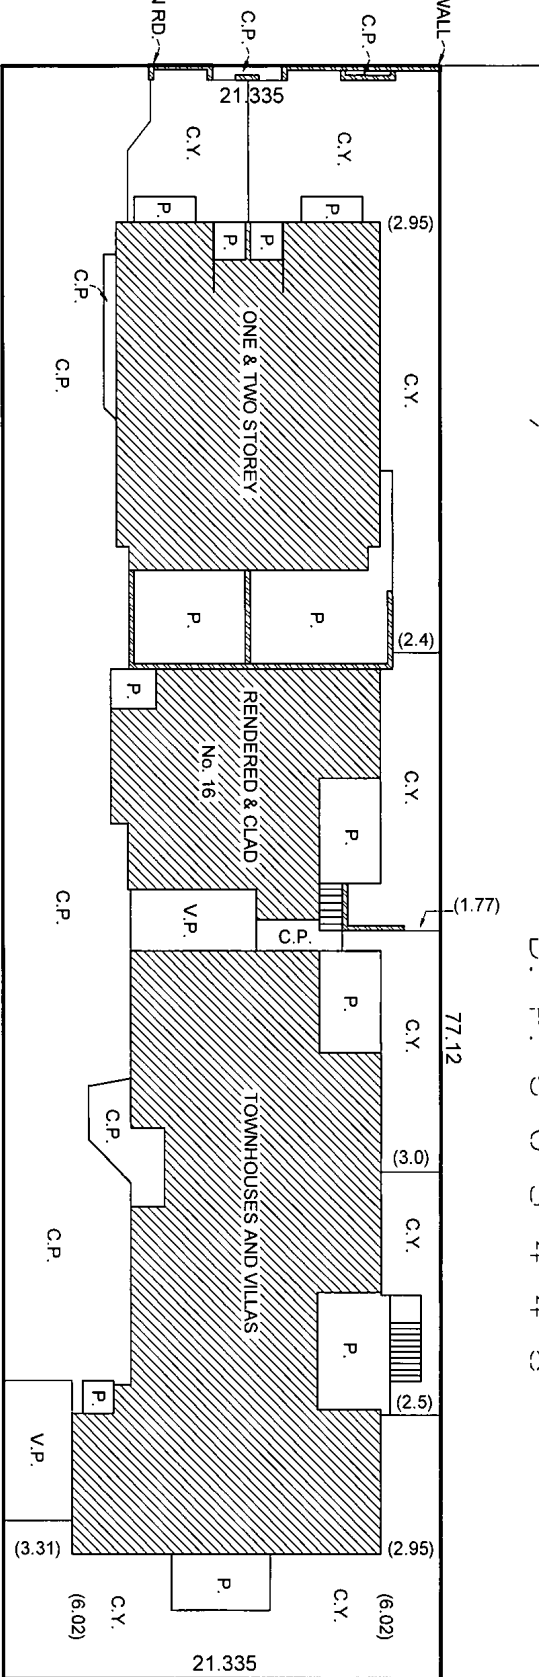 WALL
C.P.
C.P.
RD.
21.335
C.Y.
C.Y.
P.
P.
P.
P.
(2.95)
C.P.
C.P.
ONE & TWO STOREY
C.Y.
P.
P.
(2.4)
P.
RENDERED & CLAD
No. 16
C.Y.
P.
C.P.
V.P.
C.P.
(1.77)
P.
C.Y.
77.12
C.P.
TOWNHOUSES AND VILLAS
(3.0)
C.P.
C.Y.
P.
P.
(2.5)
V.P.
(3.31)
(2.95)
P.
(6.02)
C.Y.
C.Y.
(6.02)
21.335